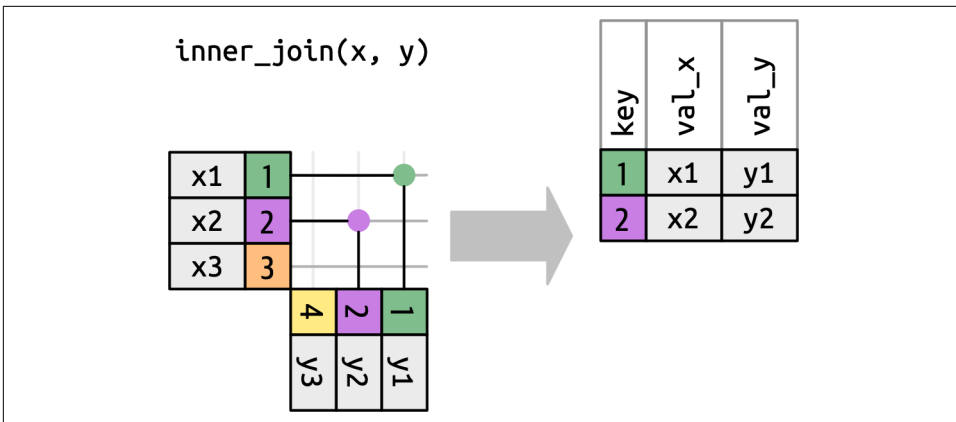 inner_join(x, y)
key val_x val_y
x1 1
x2 2
x3 3
4 2 1
y3 y2 y1
1 x1 y1
2 x2 y2